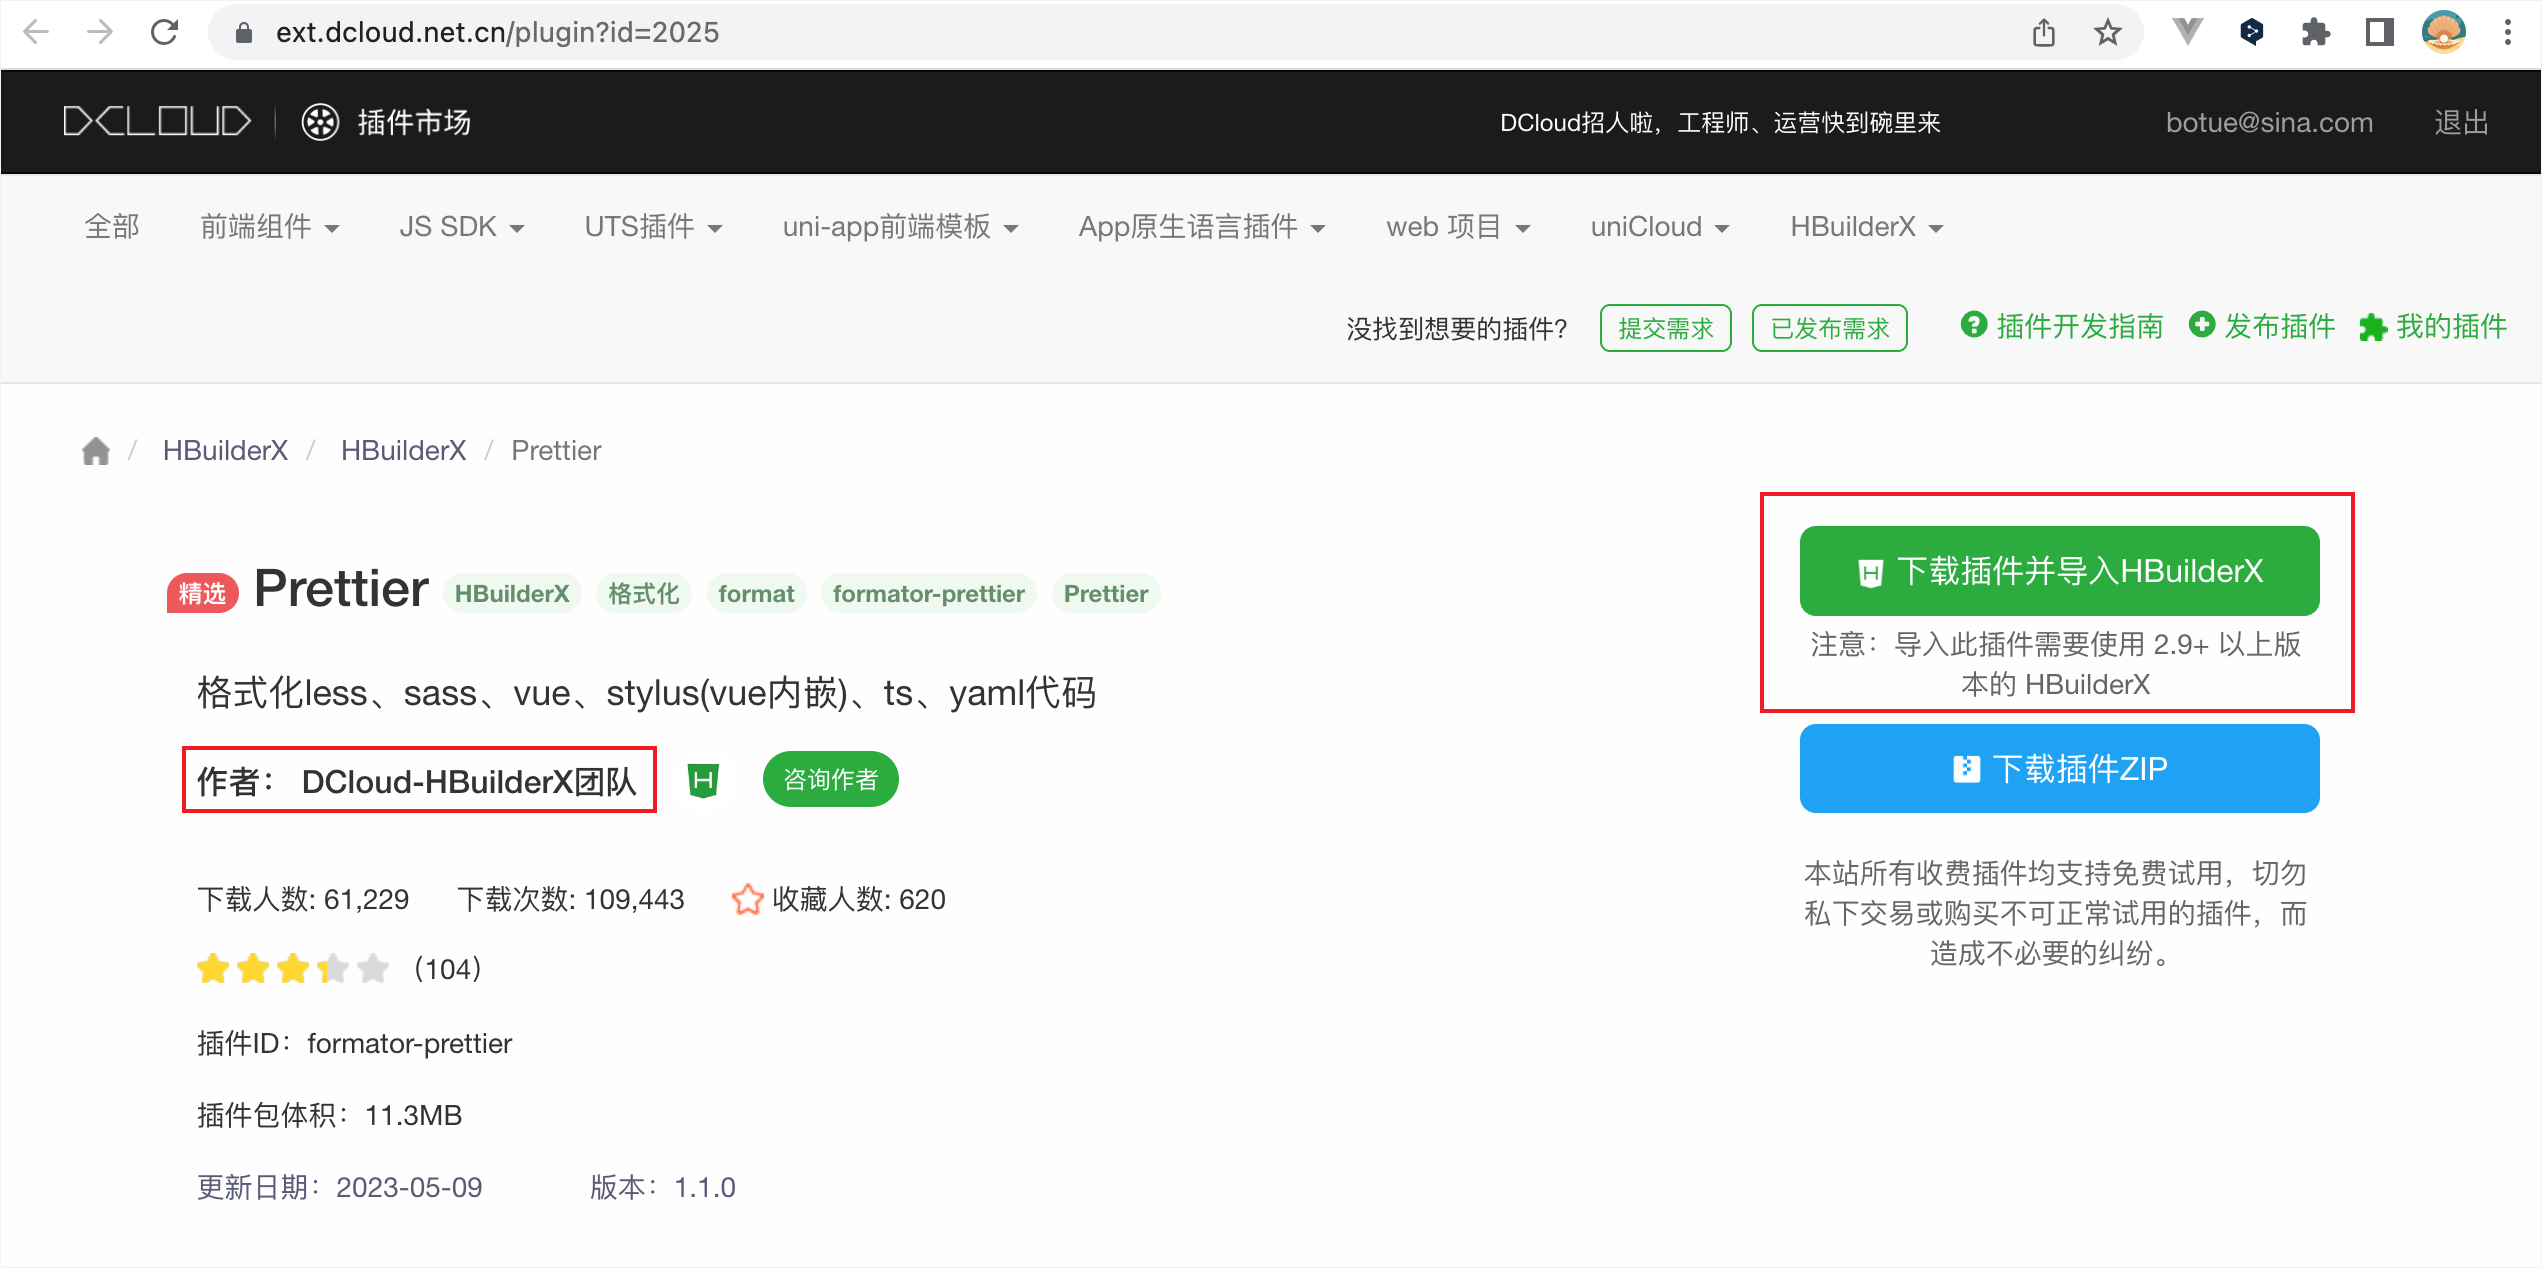 ext.dcloud.net.cn/plugin?id=2025
DCLOUD 插件市场 DCloud招人啦，工程师、运营快到碗里来 botue@sina.com 退出
全部 前端组件 JS SDK UTS插件 uni-app前端模板 App原生语言插件 web 项目 uniCloud HBuilderX
没找到想要的插件? 提交需求 已发布需求 插件开发指南 发布插件 我的插件
/ HBuilderX / HBuilderX / Prettier
精选 Prettier HBuilderX 格式化 format formator-prettier Prettier
格式化less、sass、vue、stylus(vue内嵌)、ts、yaml代码
作者： DCloud-HBuilderX团队 H 咨询作者
下载人数: 61,229 下载次数: 109,443 收藏人数: 620
（104）
插件ID：formator-prettier
插件包体积：11.3MB
更新日期：2023-05-09 版本：1.1.0
H 下载插件并导入HBuilderX
注意：导入此插件需要使用 2.9+ 以上版
本的 HBuilderX
下载插件ZIP
本站所有收费插件均支持免费试用，切勿
私下交易或购买不可正常试用的插件，而
造成不必要的纠纷。